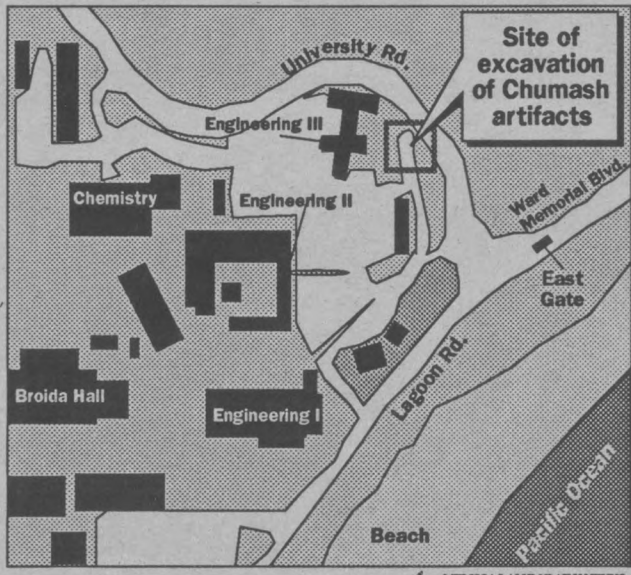 Site of
excavation
of Chumash
artifacts
University Rd.
Engineering III
Chemistry
Engineering II
Ward
Memorial Blvd.
East
Gate
Lagoon Rd.
Broida Hall
Engineering I
Pacific Ocean
Beach